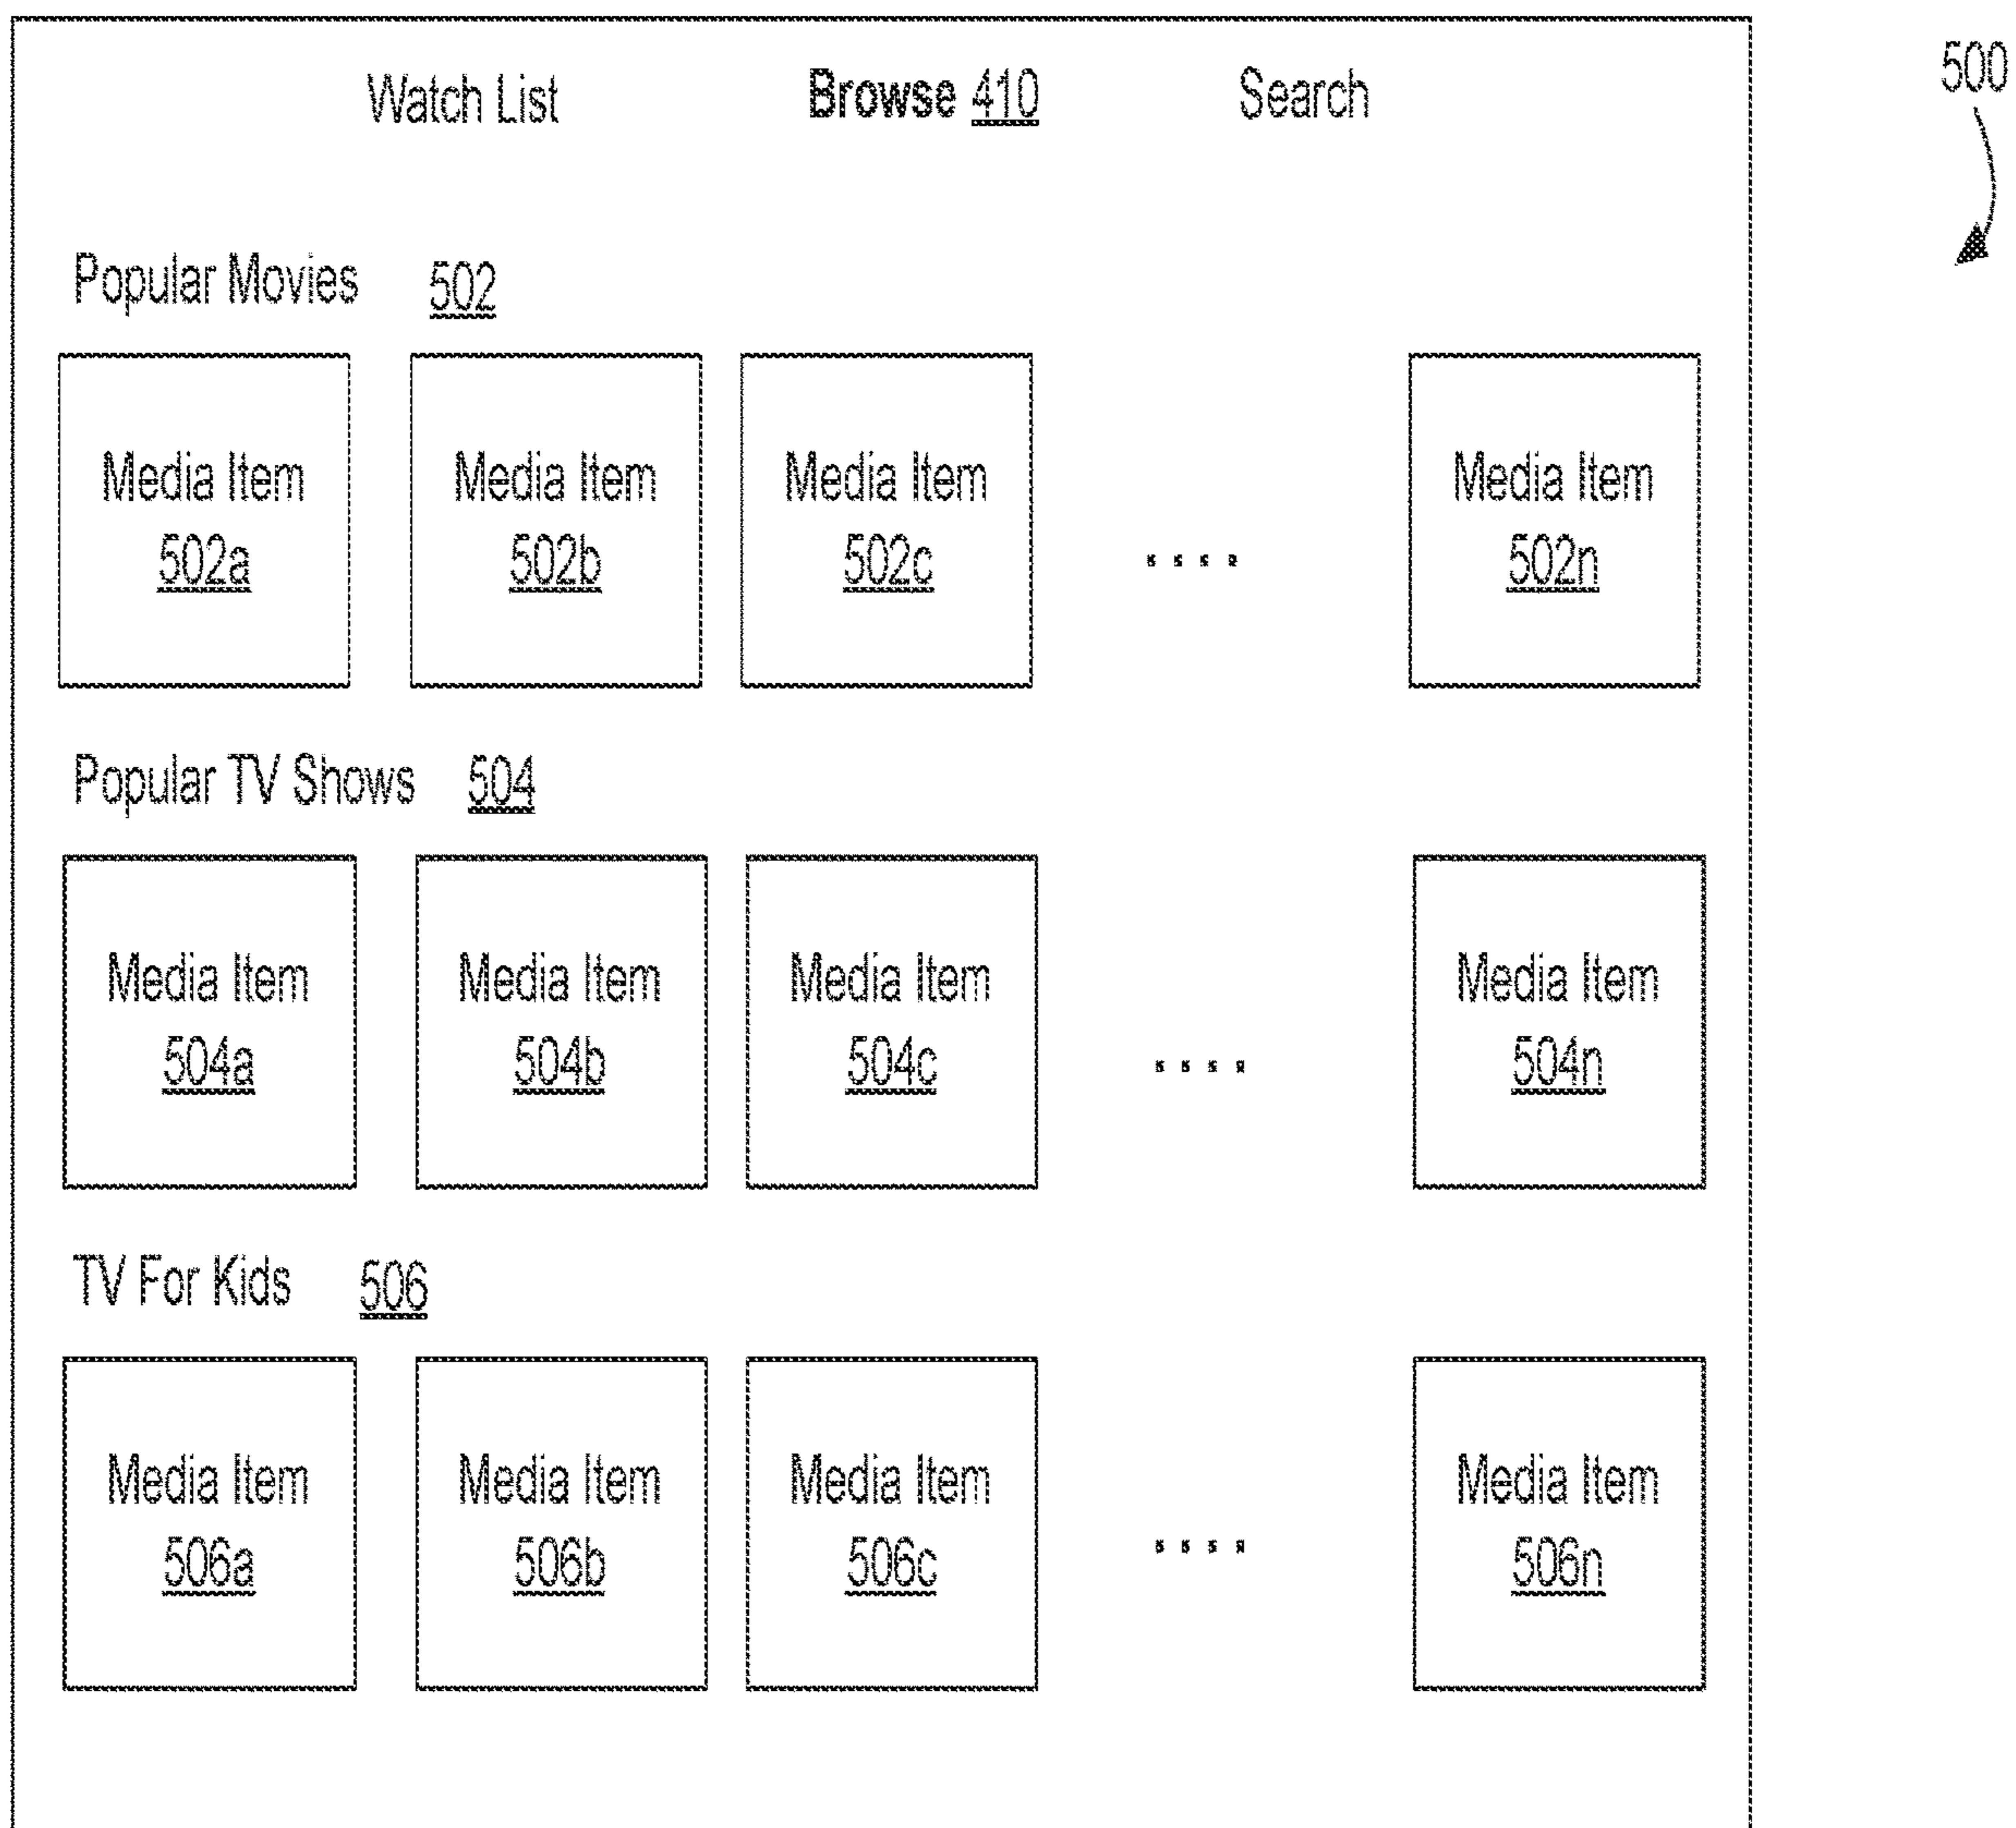 Watch List Browse 410 Search
500
Popular Movies 502
Media Item Media Item Media Item Media Item
502a 502b 502c .... 502n
Popular TV Shows 504
Media Item Media Item Media Item Media Item
504a 504b 504c .... 504n
TV For Kids 506
Media Item Media Item Media Item Media Item
506a 506b 506c .... 506n